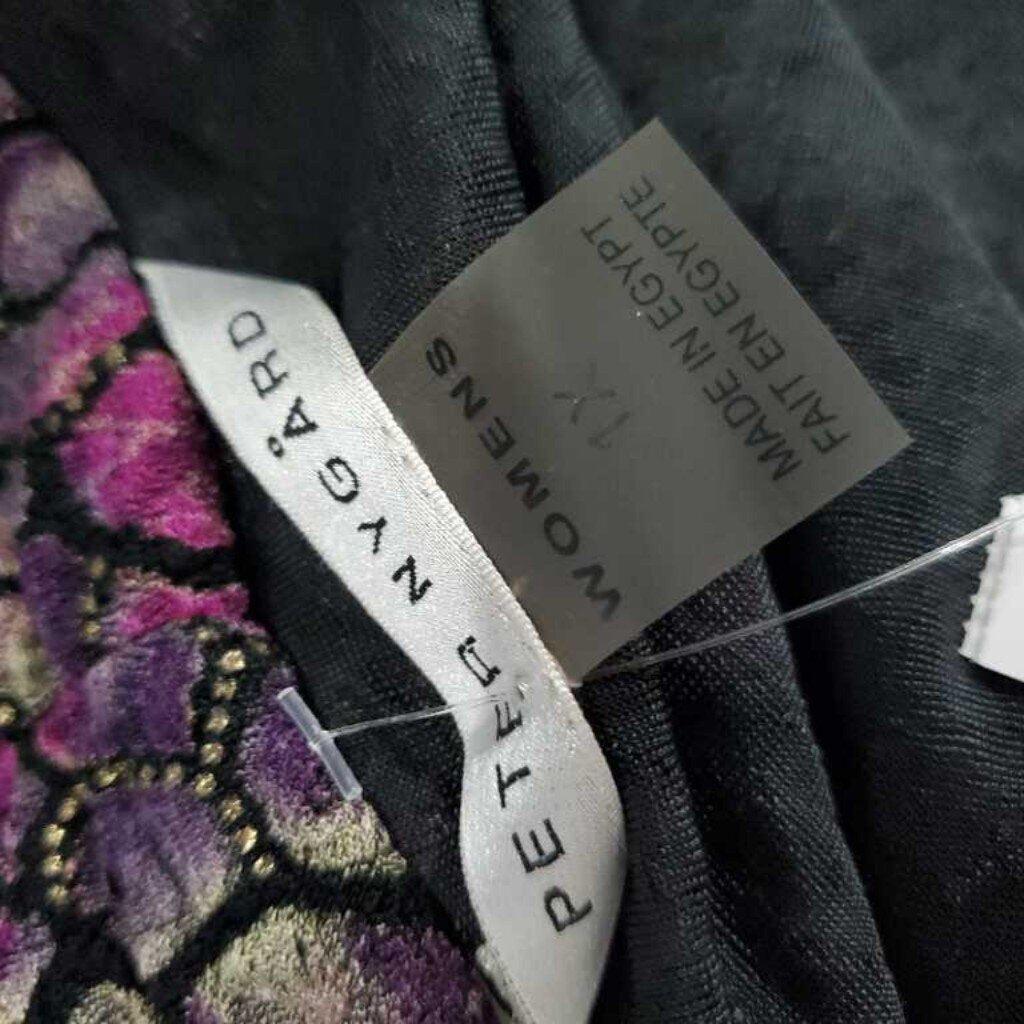 PETER NYGÅRD
WOMENS
1X
MADE IN EGYPT
FAIT EN EGYPTE